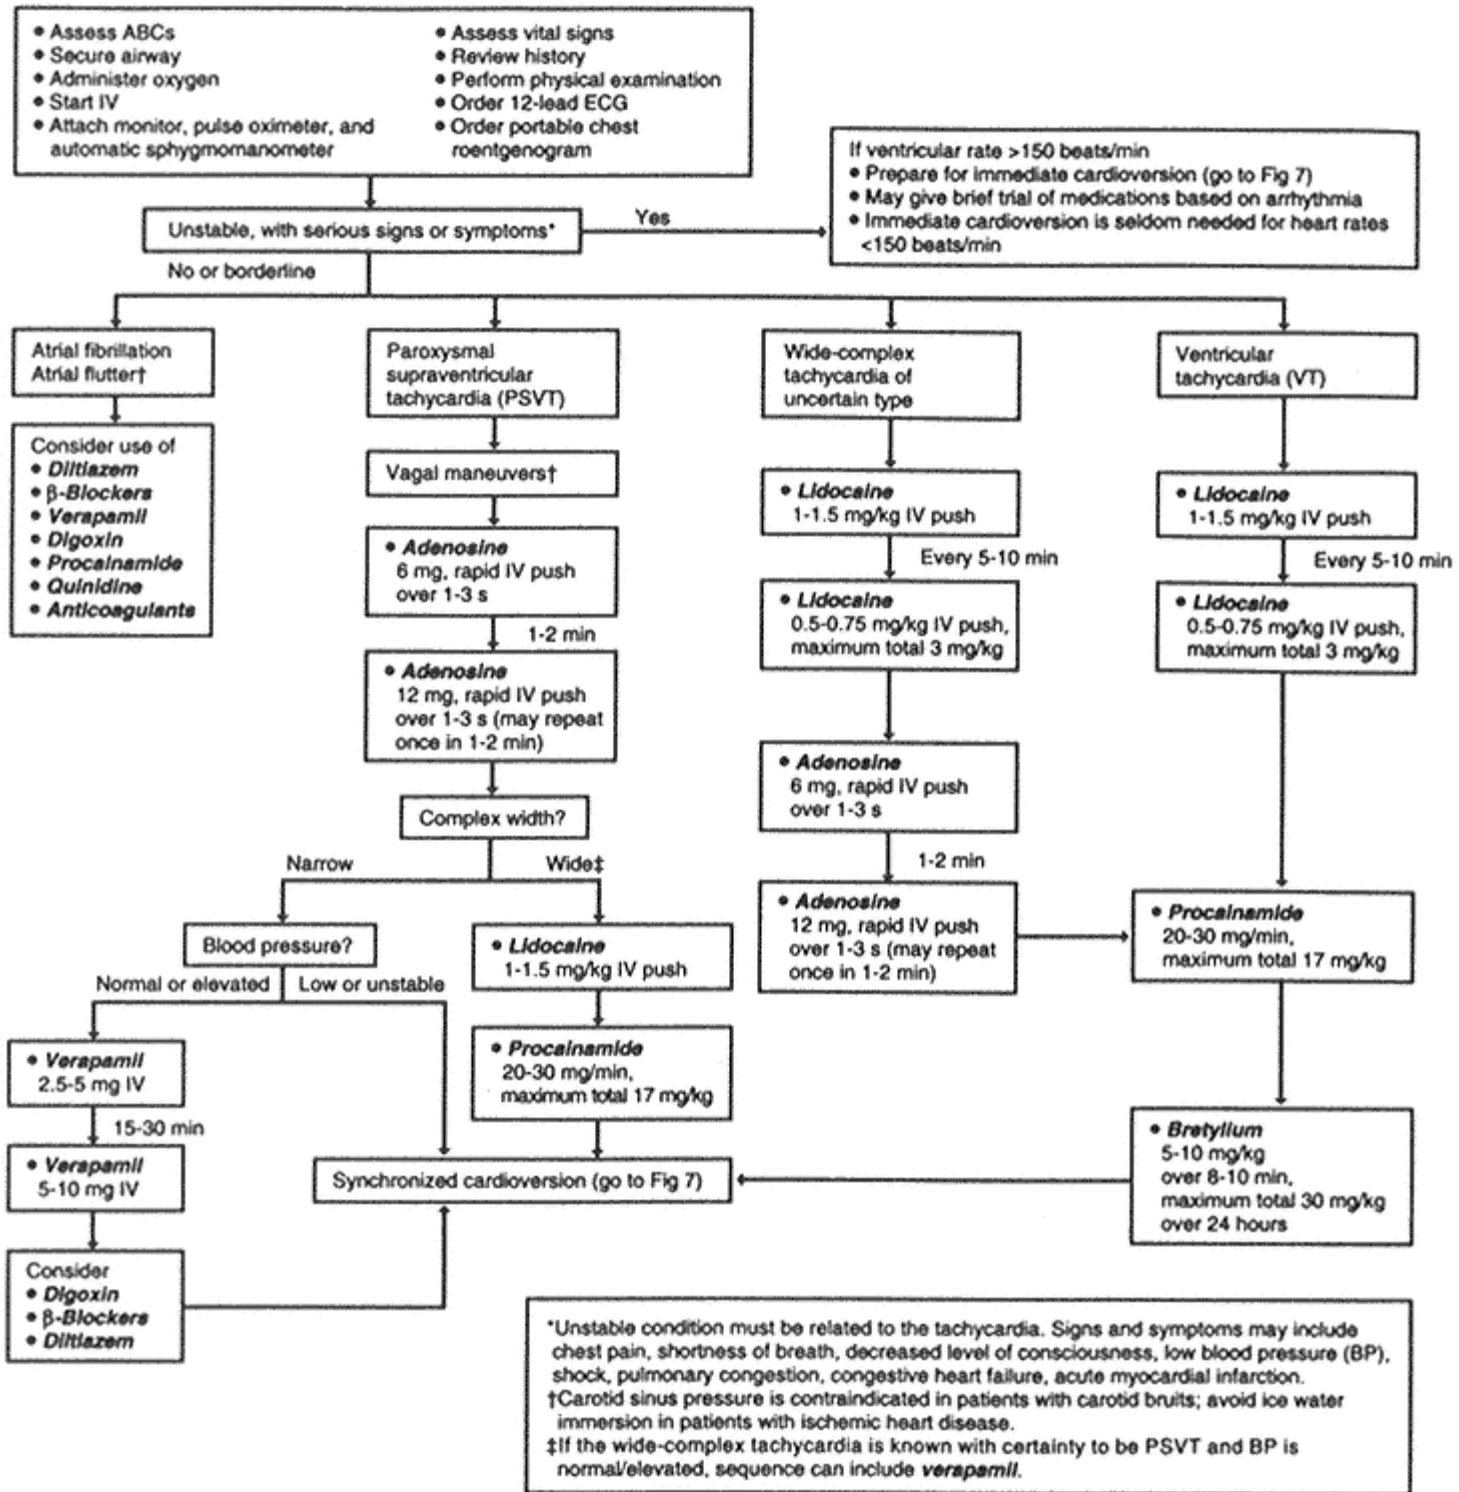 • Assess ABCs
• Secure airway
• Administer oxygen
• Start IV
• Attach monitor, pulse oximeter, and
automatic sphygmomanometer
• Assess vital signs
• Review history
• Perform physical examination
• Order 12-lead ECG
• Order portable chest
roentgenogram
If ventricular rate >150 beats/min
• Prepare for immediate cardioversion (go to Fig 7)
• May give brief trial of medications based on arrhythmia
• Immediate cardioversion is seldom needed for heart rates
<150 beats/min
Unstable, with serious signs or symptoms*
Yes
No or borderline
Atrial fibrillation
Atrial flutter†
Consider use of
• Diltiazem
• β-Blockers
• Verapamil
• Digoxin
• Procainamide
• Quinidine
• Anticoagulants
Paroxysmal
supraventricular
tachycardia (PSVT)
Vagal maneuvers†
• Adenosine
6 mg, rapid IV push
over 1-3 s
1-2 min
• Adenosine
12 mg, rapid IV push
over 1-3 s (may repeat
once in 1-2 min)
Complex width?
Narrow
Wide‡
Blood pressure?
Normal or elevated
Low or unstable
• Verapamil
2.5-5 mg IV
15-30 min
• Verapamil
5-10 mg IV
Consider
• Digoxin
• β-Blockers
• Diltiazem
• Lidocaine
1-1.5 mg/kg IV push
• Procainamide
20-30 mg/min,
maximum total 17 mg/kg
Synchronized cardioversion (go to Fig 7)
Wide-complex
tachycardia of
uncertain type
• Lidocaine
1-1.5 mg/kg IV push
Every 5-10 min
• Lidocaine
0.5-0.75 mg/kg IV push,
maximum total 3 mg/kg
• Adenosine
6 mg, rapid IV push
over 1-3 s
1-2 min
• Adenosine
12 mg, rapid IV push
over 1-3 s (may repeat
once in 1-2 min)
Ventricular
tachycardia (VT)
• Lidocaine
1-1.5 mg/kg IV push
Every 5-10 min
• Lidocaine
0.5-0.75 mg/kg IV push,
maximum total 3 mg/kg
• Procainamide
20-30 mg/min,
maximum total 17 mg/kg
• Bretylium
5-10 mg/kg
over 8-10 min,
maximum total 30 mg/kg
over 24 hours
*Unstable condition must be related to the tachycardia. Signs and symptoms may include
chest pain, shortness of breath, decreased level of consciousness, low blood pressure (BP),
shock, pulmonary congestion, congestive heart failure, acute myocardial infarction.
†Carotid sinus pressure is contraindicated in patients with carotid bruits; avoid ice water
immersion in patients with ischemic heart disease.
‡If the wide-complex tachycardia is known with certainty to be PSVT and BP is
normal/elevated, sequence can include verapamil.